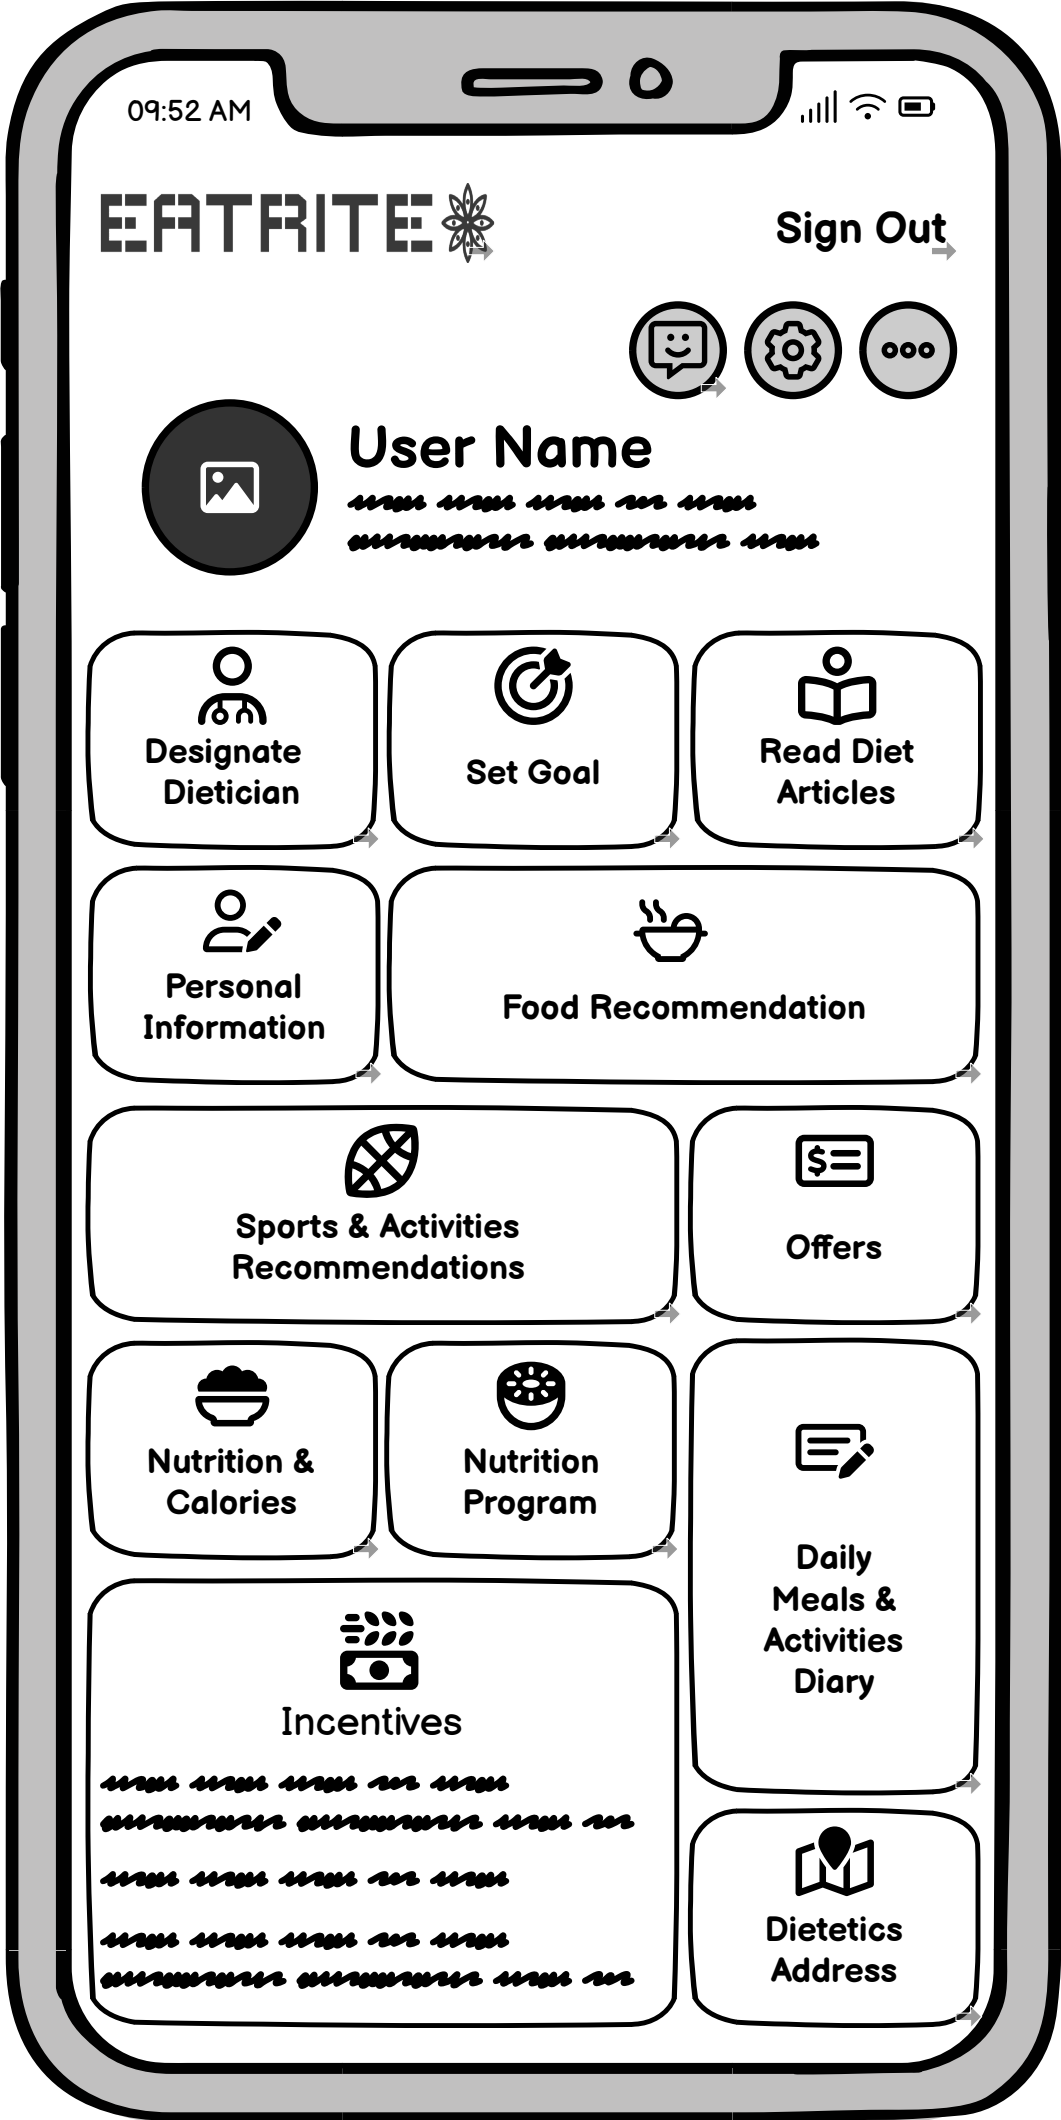 09:52 AM
EATRITE
Sign Out
User Name
Designate
Dietician
Set Goal
Read Diet
Articles
Personal
Information
Food Recommendation
Sports & Activities
Recommendations
$
Offers
Nutrition &
Calories
Nutrition
Program
Daily
Meals &
Activities
Diary
Incentives
Dietetics
Address